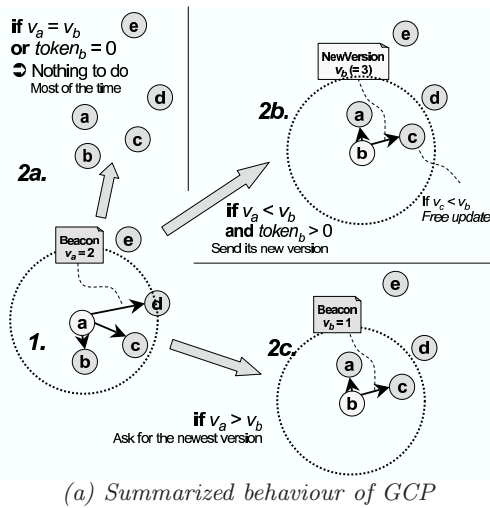 if va = vb
or tokenb = 0
➲ Nothing to do
Most of the time
e
d
a
c
b
2a.
NewVersion
vb (= 3)
e
d
2b.
a
c
b
if va < vb
and tokenb > 0
Send its new version
If vc < vb
Free update
Beacon
va = 2
e
d
a
1.
c
b
Beacon
vb = 1
e
d
2c.
a
c
b
if va > vb
Ask for the newest version
(a) Summarized behaviour of GCP